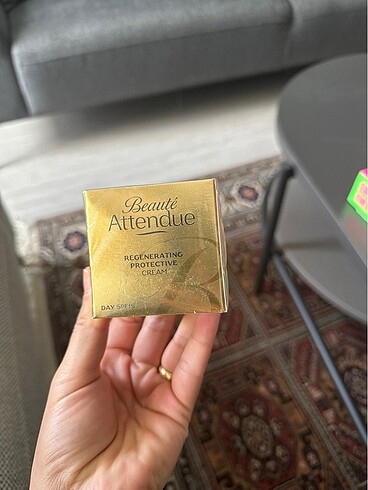 Beauté
Attendue
REGENERATING
PROTECTIVE
CREAM
DAY SPF15